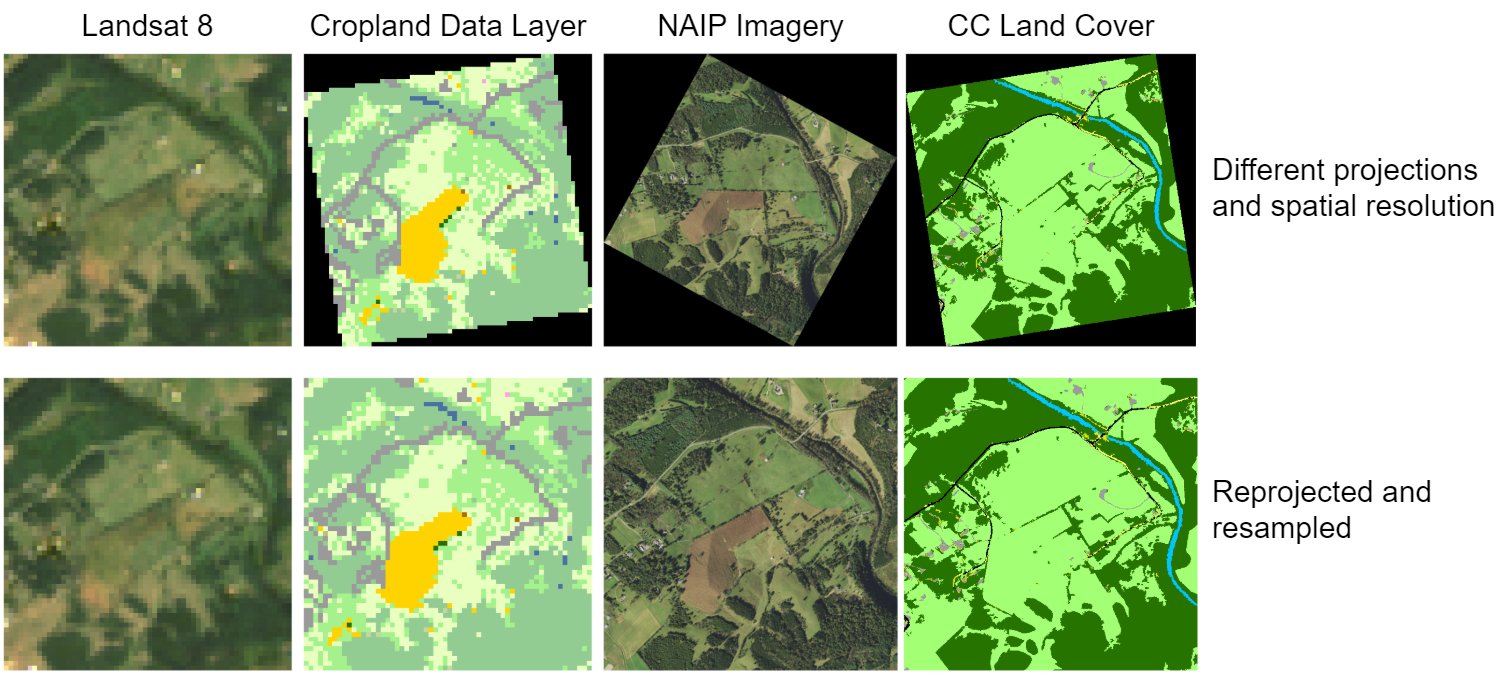 Landsat 8
Cropland Data Layer
NAIP Imagery
CC Land Cover
Different projections
and spatial resolution
Reprojected and
resampled